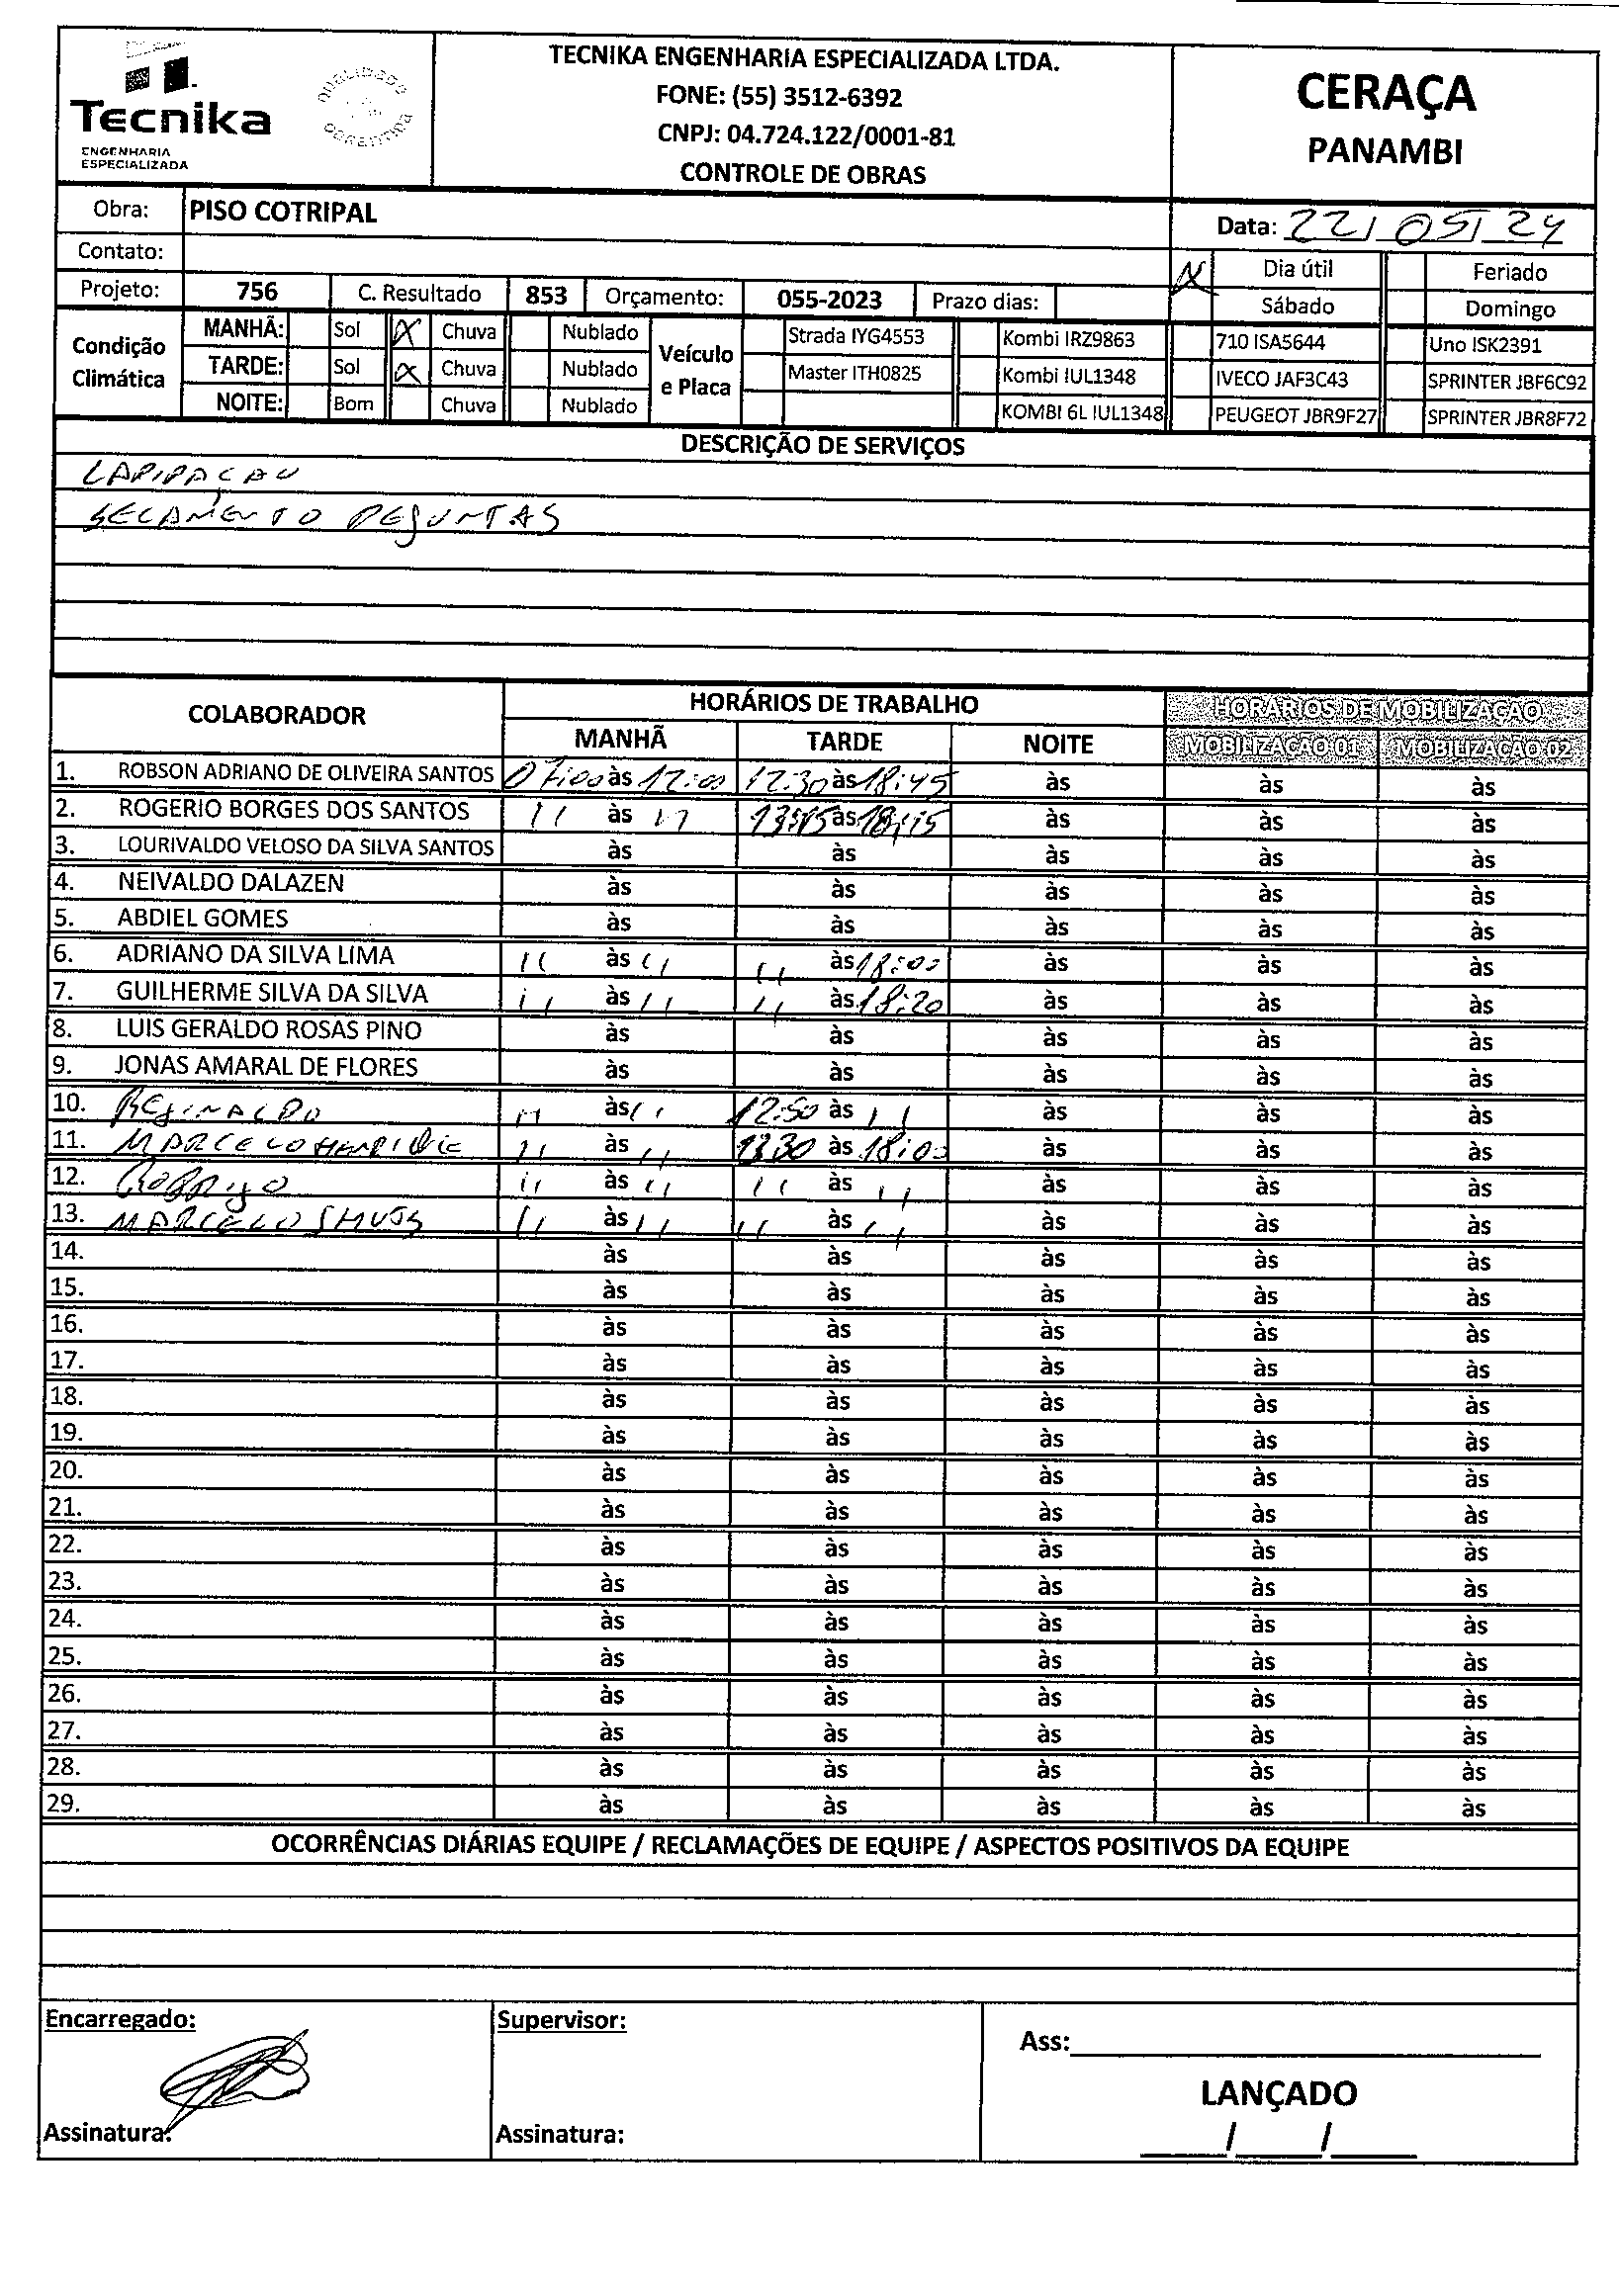 Tecnika
ENGENHARIA
ESPECIALIZADA
QUALIDADE
GARANTIDA
TECNIKA ENGENHARIA ESPECIALIZADA LTDA.
FONE: (55) 3512-6392
CNPJ: 04.724.122/0001-81
CONTROLE DE OBRAS
CERAÇA
PANAMBI
Obra: PISO COTRIPAL
Data: 22/05/24
Contato:
X Dia útil Feriado
Projeto: 756 C. Resultado 853 Orçamento: 055-2023 Prazo dias:
Sábado Domingo
Condição Climática
MANHÃ: Sol X Chuva Nublado
TARDE: Sol X Chuva Nublado
NOITE: Bom Chuva Nublado
Veículo e Placa
Strada IYG4553 Kombi IRZ9863 710 ISA5644 Uno ISK2391
Master ITH0825 Kombi IUL1348 IVECO JAF3C43 SPRINTER JBF6C92
KOMBI 6L IUL1348 PEUGEOT JBR9F27 SPRINTER JBR8F72
DESCRIÇÃO DE SERVIÇOS
LAPIDAÇAO
SELAMENTO DEJUNTAS
COLABORADOR HORÁRIOS DE TRABALHO HORÁRIOS DE MOBILIZAÇÃO
MANHÃ TARDE NOITE MOBILIZAÇÃO 01 MOBILIZAÇÃO 02
1. ROBSON ADRIANO DE OLIVEIRA SANTOS 07:00 às 12:00 12:30 às 18:45 às às às
2. ROGERIO BORGES DOS SANTOS 11 às 11 às 18:15 às às às
3. LOURIVALDO VELOSO DA SILVA SANTOS às às às às às
4. NEIVALDO DALAZEN às às às às às
5. ABDIEL GOMES às às às às às
6. ADRIANO DA SILVA LIMA 11 às 11 11 às 18:00 às às às
7. GUILHERME SILVA DA SILVA 11 às 11 11 às 18:20 às às às
8. LUIS GERALDO ROSAS PINO às às às às às
9. JONAS AMARAL DE FLORES às às às às às
10. REJINALDO 11 às 11 12:50 às 11 às às às
11. MARCELO HENRIQUE 11 às 11 13:30 às 18:00 às às às
12. RODRIGO 11 às 11 11 às 11 às às às
13. MARCELO 11 às 11 11 às 11 às às às
14. às às às às às
15. às às às às às
16. às às às às às
17. às às às às às
18. às às às às às
19. às às às às às
20. às às às às às
21. às às às às às
22. às às às às às
23. às às às às às
24. às às às às às
25. às às às às às
26. às às às às às
27. às às às às às
28. às às às às às
29. às às às às às
OCORRÊNCIAS DIÁRIAS EQUIPE / RECLAMAÇÕES DE EQUIPE / ASPECTOS POSITIVOS DA EQUIPE
Encarregado: Supervisor:
Ass:
LANÇADO
Assinatura: Assinatura: / /